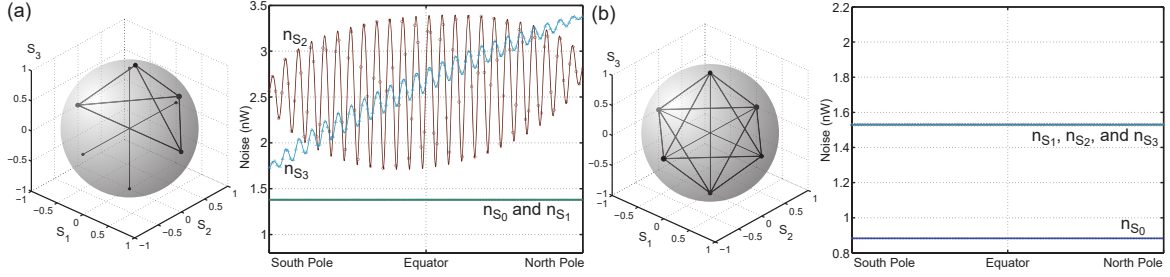 (a)
S3
1
0.5
0
−0.5
−1
−1
−0.5
0
0.5
1
S1
−1
−0.5
0
0.5
1
S2
Noise (nW)
3.5
3
2.5
2
1.5
1
nS2
nS3
nS0 and nS1
South Pole
Equator
North Pole
(b)
S3
1
0.5
0
−0.5
−1
−1
−0.5
0
0.5
1
S1
−1
−0.5
0
0.5
1
S2
Noise (nW)
2.2
2
1.8
1.6
1.4
1.2
1
0.8
nS1, nS2, and nS3
nS0
South Pole
Equator
North Pole